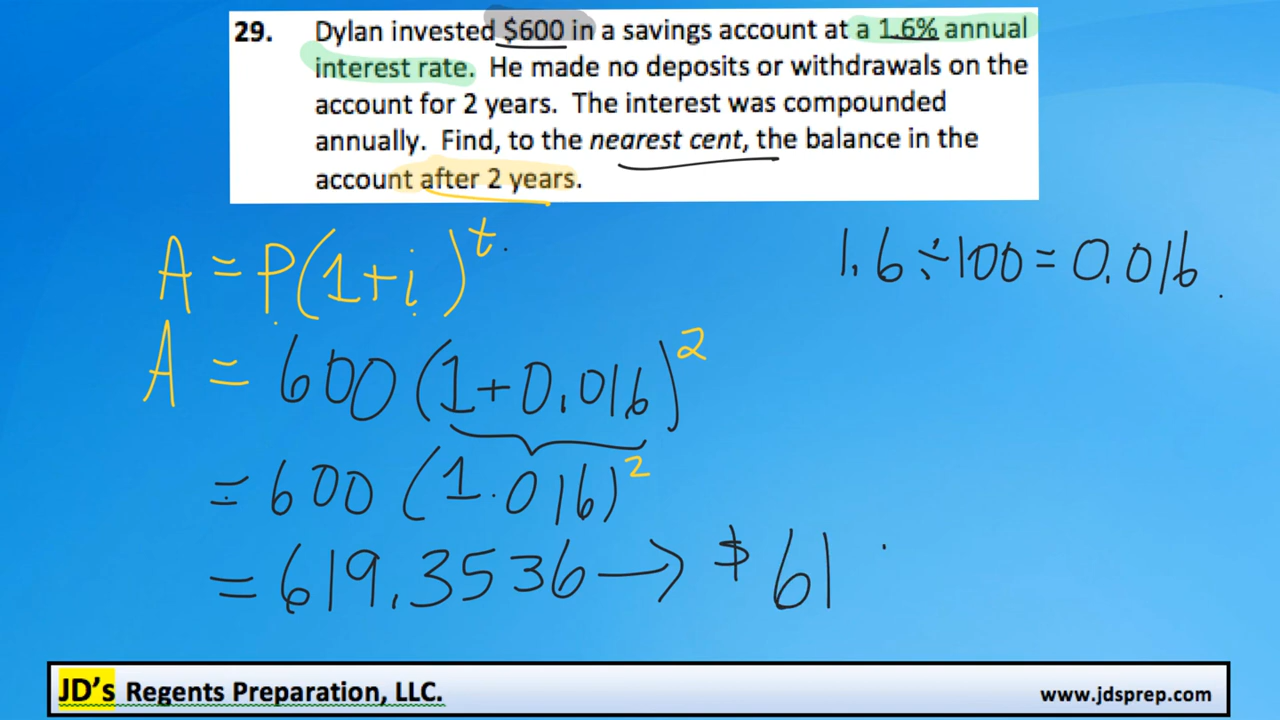 29. Dylan invested $600 in a savings account at a 1.6% annual
interest rate. He made no deposits or withdrawals on the
account for 2 years. The interest was compounded
annually. Find, to the nearest cent, the balance in the
account after 2 years.
A = P(1+i)^t
1.6 ÷ 100 = 0.016
A = 600 (1+0.016)^2
= 600 (1.016)^2
= 619.3536 → $ 61
JD's Regents Preparation, LLC.
www.jdsprep.com